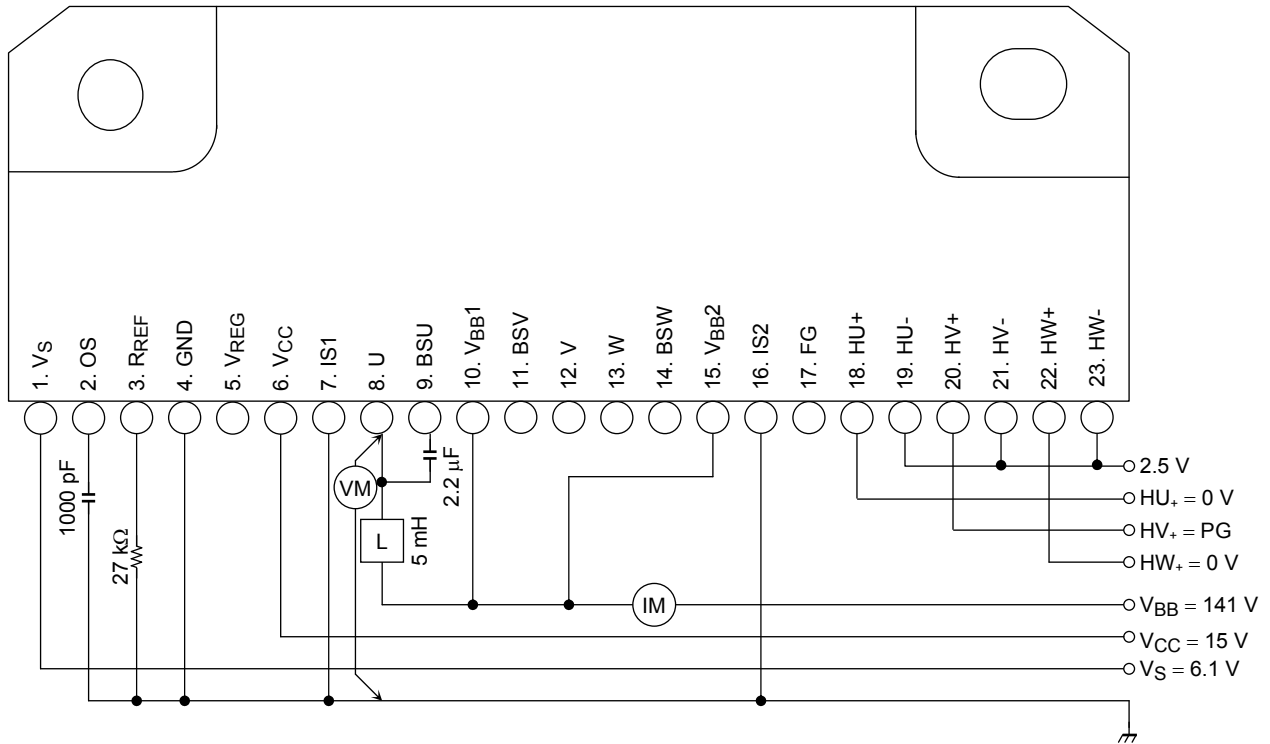 1. VS
2. OS
3. RREF
4. GND
5. VREG
6. VCC
7. IS1
8. U
9. BSU
10. VBB1
11. BSV
12. V
13. W
14. BSW
15. VBB2
16. IS2
17. FG
18. HU+
19. HU-
20. HV+
21. HV-
22. HW+
23. HW-
1000 pF
27 kΩ
VM
L
5 mH
2.2 μF
IM
2.5 V
HU+ = 0 V
HV+ = PG
HW+ = 0 V
VBB = 141 V
VCC = 15 V
VS = 6.1 V